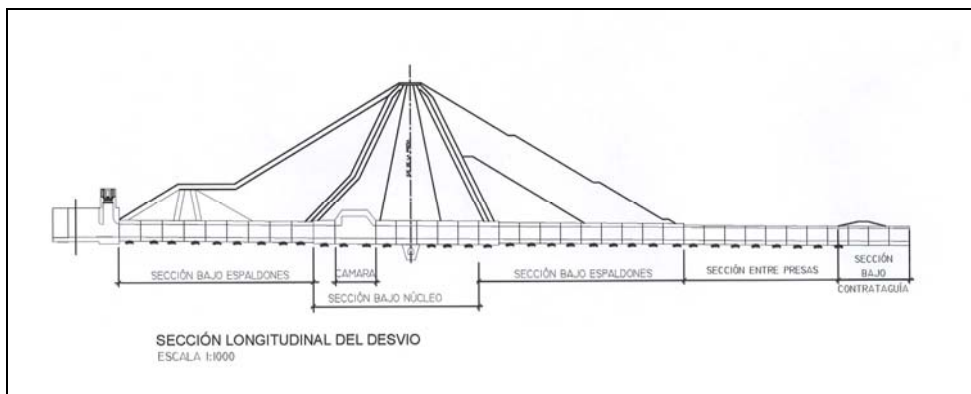 SECCIÓN BAJO ESPALDONES
CAMARA
SECCIÓN BAJO NÚCLEO
SECCIÓN BAJO ESPALDONES
SECCIÓN ENTRE PRESAS
SECCIÓN
BAJO
CONTRATAGUÍA
SECCIÓN LONGITUDINAL DEL DESVIO
ESCALA 1:1000